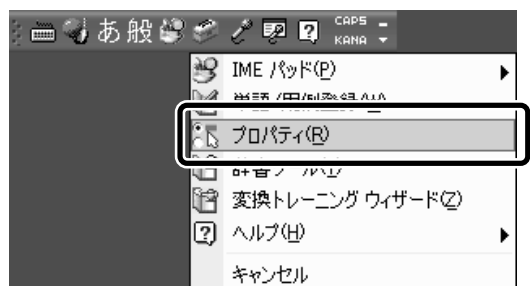 あ 般 CAPS
KANA
IME パッド(P)
プロパティ(R)
変換トレーニング ウィザード(Z)
ヘルプ(H)
キャンセル